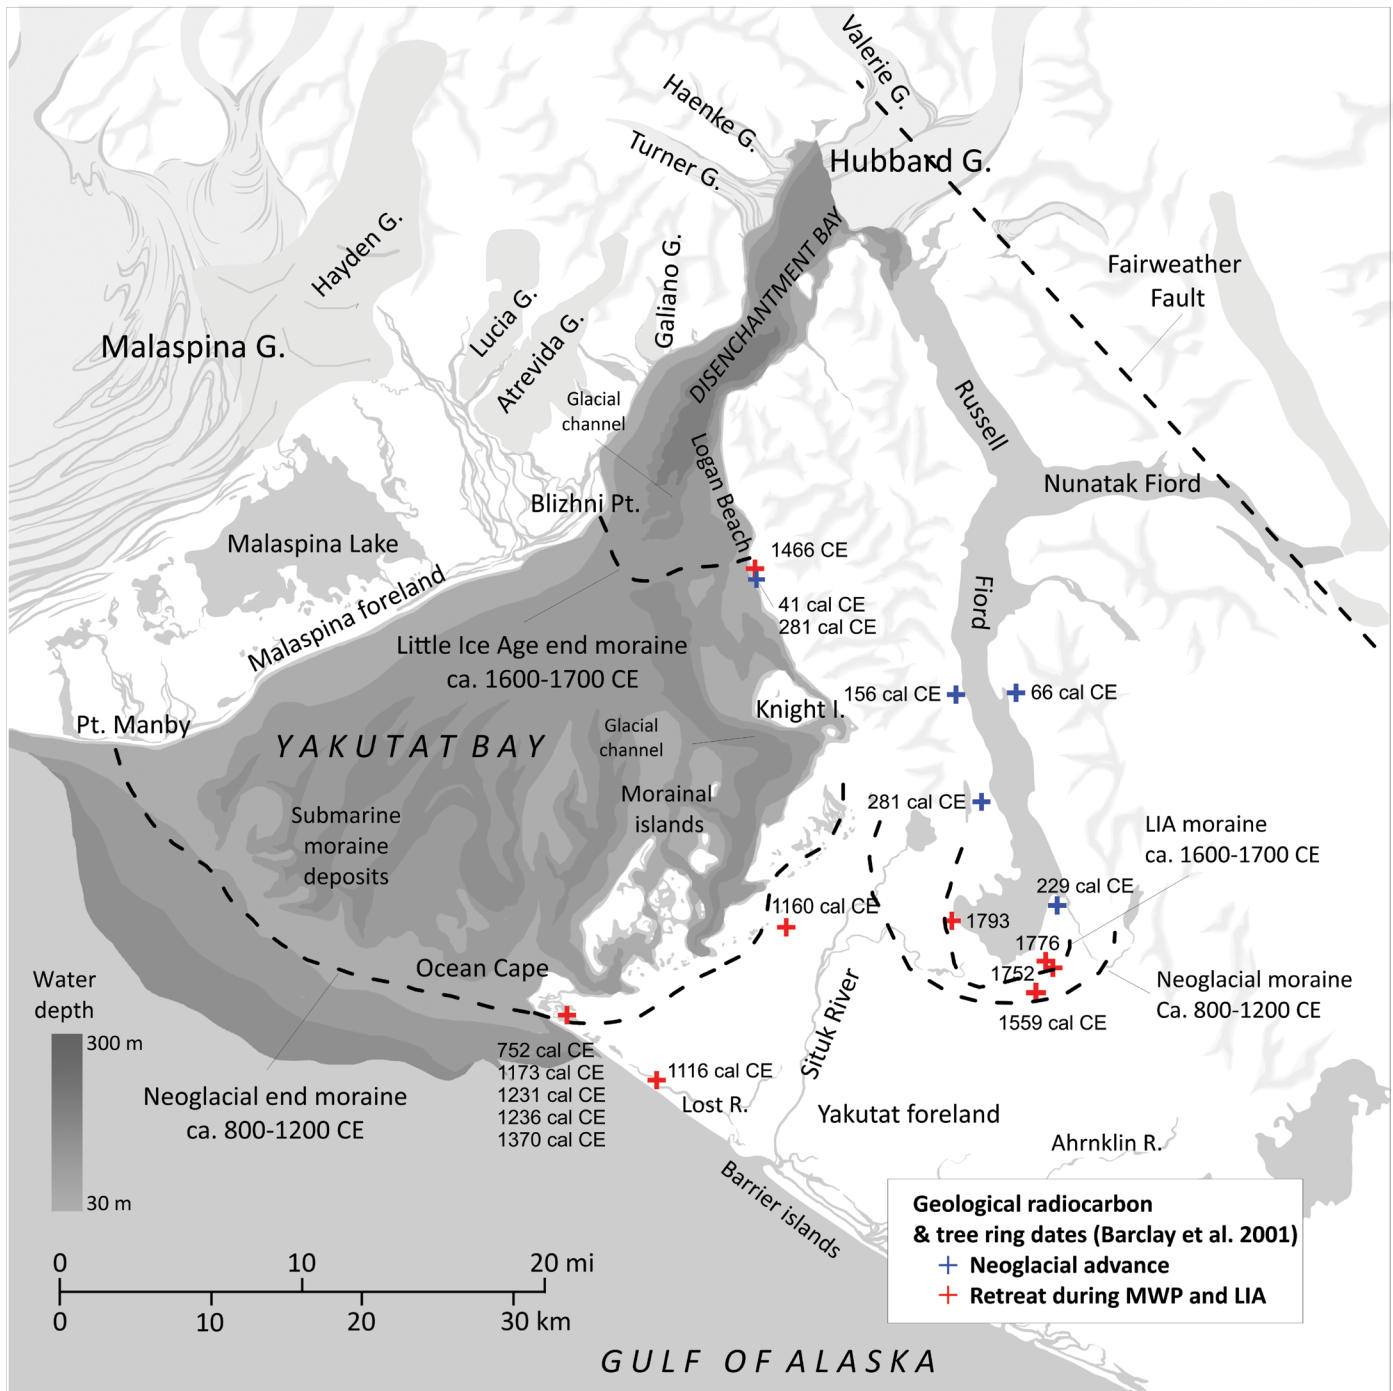 Valerie G.
Haenke G.
Turner G.
Hubbard G.
Hayden G.
Lucia G.
Atrevida G.
Galiano G.
DISENCHANTMENT BAY
Fairweather
Fault
Malaspina G.
Glacial
channel
Russell
Logan Beach
Nunatak Fiord
Blizhni Pt.
Malaspina Lake
1466 CE
Malaspina foreland
Fiord
41 cal CE
281 cal CE
Little Ice Age end moraine
ca. 1600-1700 CE
156 cal CE
66 cal CE
Knight I.
Pt. Manby
YAKUTAT BAY
Glacial
channel
281 cal CE
Submarine
moraine
deposits
Morainal
islands
LIA moraine
ca. 1600-1700 CE
229 cal CE
1160 cal CE
1793
1776
1752
Ocean Cape
Neoglacial moraine
Ca. 800-1200 CE
1559 cal CE
Situk River
Water
depth
300 m
30 m
752 cal CE
1173 cal CE
1231 cal CE
1236 cal CE
1370 cal CE
1116 cal CE
Lost R.
Neoglacial end moraine
ca. 800-1200 CE
Yakutat foreland
Ahrnklin R.
Barrier islands
Geological radiocarbon
& tree ring dates (Barclay et al. 2001)
Neoglacial advance
Retreat during MWP and LIA
0 10 20 mi
0 10 20 30 km
GULF OF ALASKA